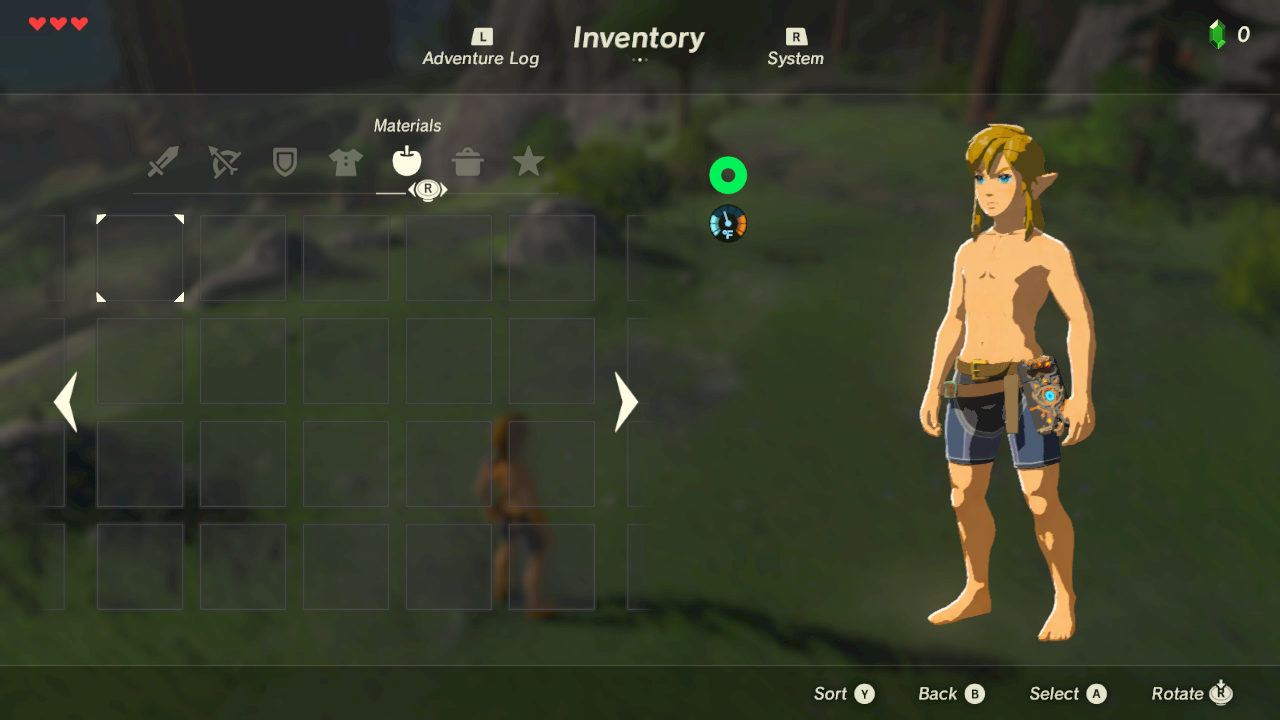 L
Adventure Log
Inventory
R
System
0
Materials
R
°F
Sort Y
Back B
Select A
Rotate R